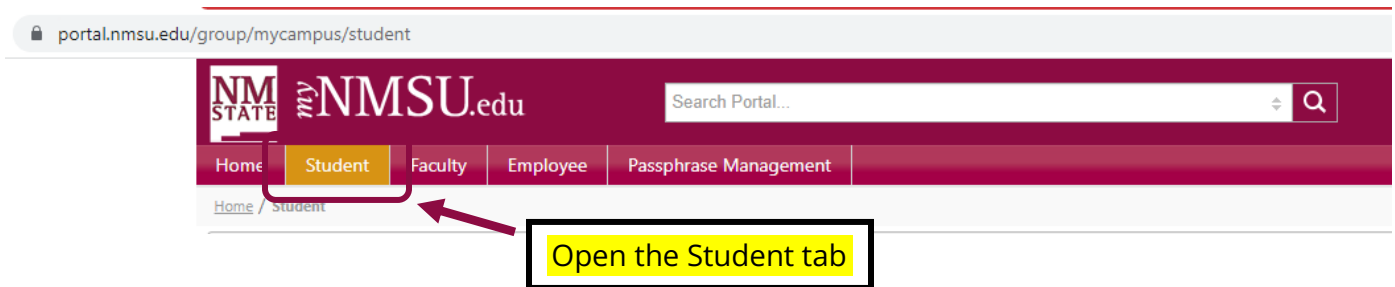 portal.nmsu.edu/group/mycampus/student
NM
STATE
myNMSU.edu
Search Portal...
Home Student Faculty Employee Passphrase Management
Home / Student
Open the Student tab